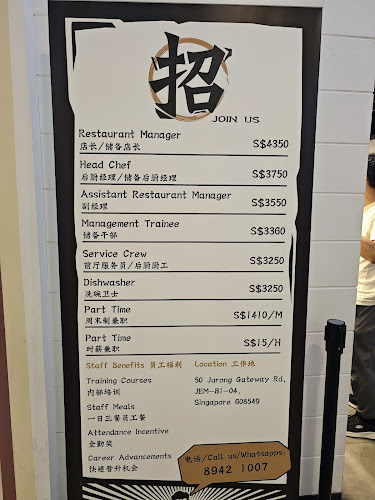 招
JOIN US
Restaurant Manager
店长/储备店长
S$4350
Head Chef
后厨经理/储备后厨经理
S$3750
Assistant Restaurant Manager
副经理
S$3550
Management Trainee
储备干部
S$3360
Service Crew
前厅服务员/后厨厨工
S$3250
Dishwasher
洗碗卫士
S$3250
Part Time
周末制兼职
S$1410/M
Part Time
时薪兼职
S$15/H
Staff Benefits 员工福利
Training Courses
内部培训
Staff Meals
一日三餐员工餐
Attendance Incentive
全勤奖
Career Advancements
快速晋升机会
Location 工作地
50 Jurong Gateway Rd,
JEM-B1-04,
Singapore 608549
电话/Call us/Whatsapps:
8942 1007